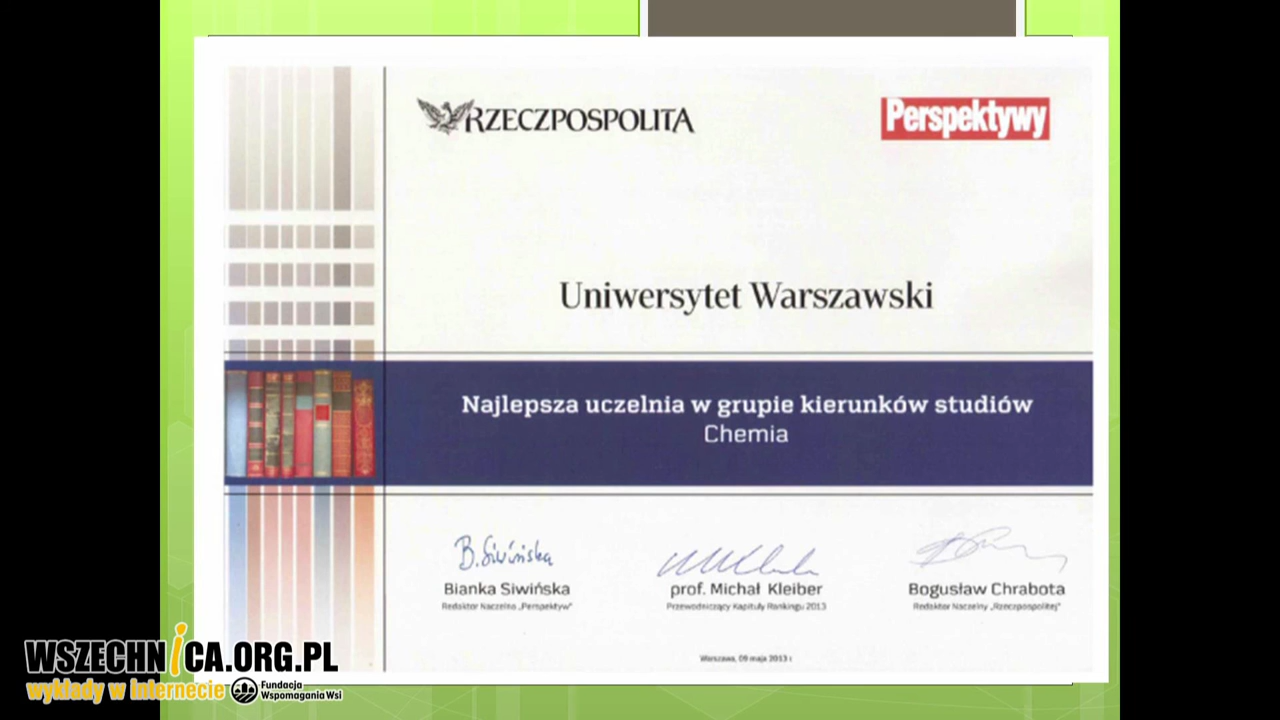 RZECZPOSPOLITA
Perspektywy
Uniwersytet Warszawski
Najlepsza uczelnia w grupie kierunków studiów
Chemia
B. Siwińska
Bianka Siwińska
Redaktor Naczelna „Perspektyw”
prof. Michał Kleiber
Przewodniczący Kapituły Rankingu 2013
Bogusław Chrabota
Redaktor Naczelny „Rzeczpospolitej”
Warszawa, 09 maja 2013 r.
WSZECHNiCA.ORG.PL
wykłady w internecie
Fundacja
Wspomagania Wsi